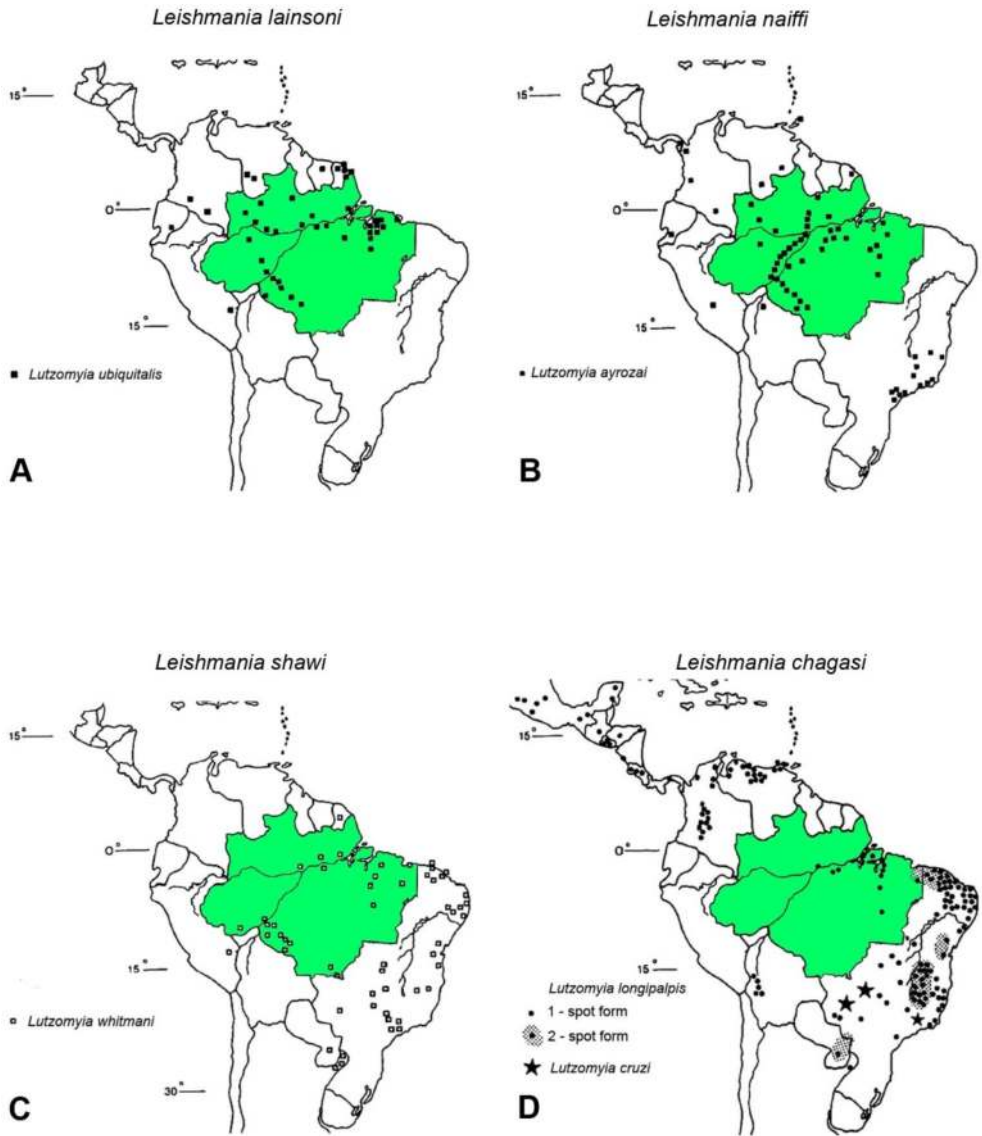 Leishmania lainsoni
15°
0°
15°
Lutzomyia ubiquitalis
A
Leishmania naiffi
15°
0°
15°
Lutzomyia ayrozai
B
Leishmania shawi
15°
0°
15°
Lutzomyia whitmani
30°
C
Leishmania chagasi
15°
0°
15°
Lutzomyia longipalpis
1 - spot form
2 - spot form
Lutzomyia cruzi
D